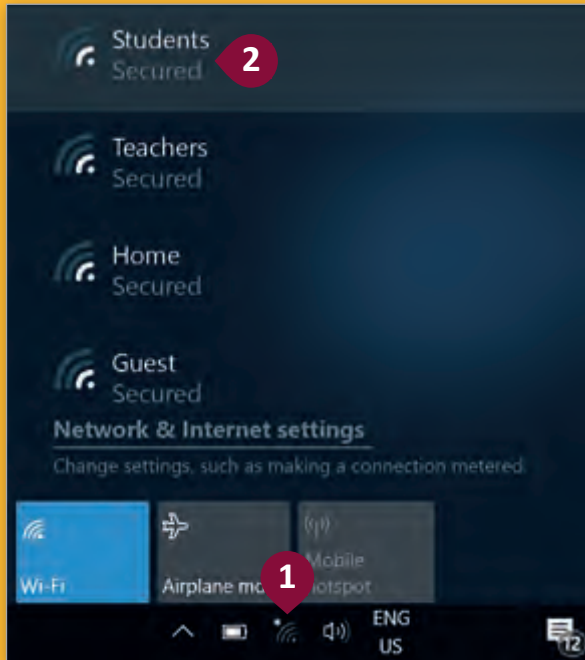 Students
Secured
2
Teachers
Secured
Home
Secured
Guest
Secured
Network & Internet settings
Change settings, such as making a connection metered.
Mobile
Wi-Fi
Airplane mo
1
hotspot
ENG
US
12